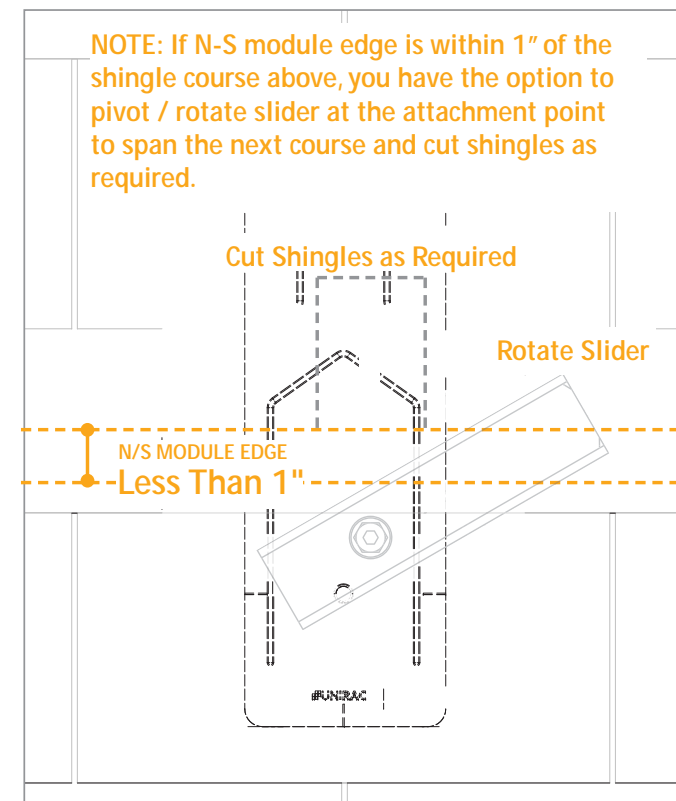 NOTE: If N-S module edge is within 1" of the
shingle course above, you have the option to
pivot / rotate slider at the attachment point
to span the next course and cut shingles as
required.
Cut Shingles as Required
Rotate Slider
N/S MODULE EDGE
Less Than 1"
#UNIRAC